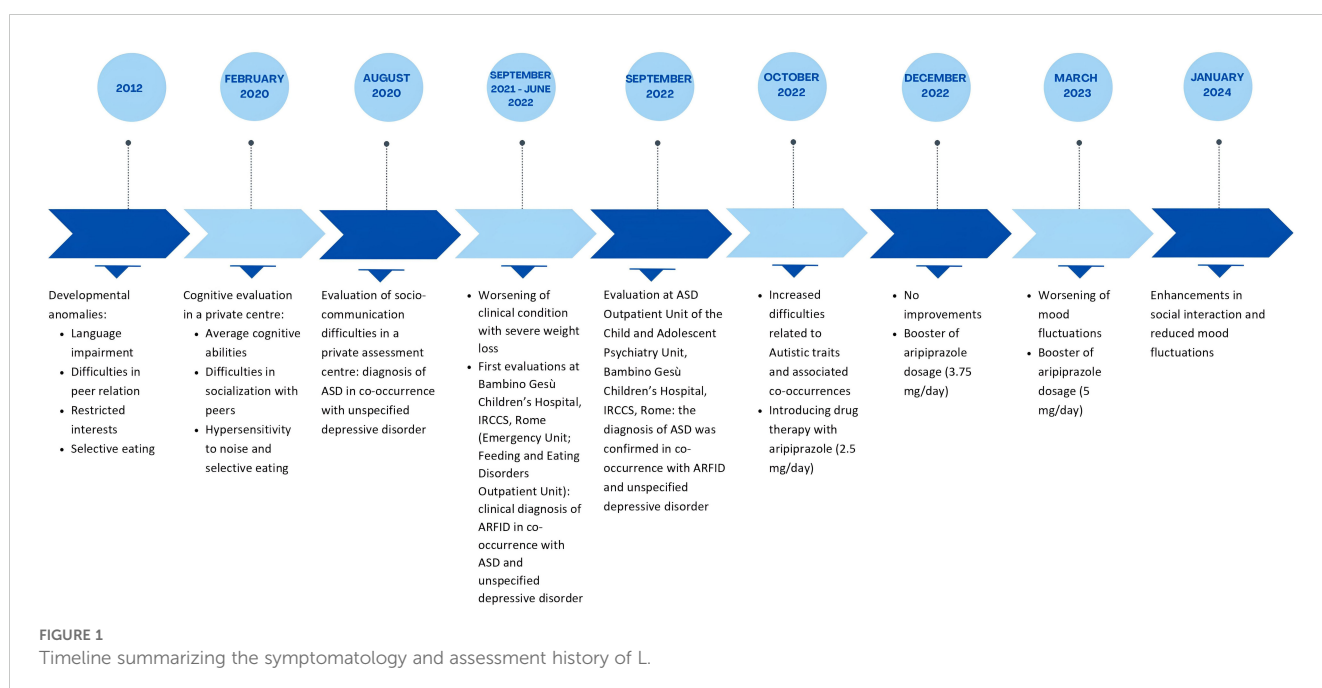 2012
FEBRUARY
2020
AUGUST
2020
SEPTEMBER
2021 - JUNE
2022
SEPTEMBER
2022
OCTOBER
2022
DECEMBER
2022
MARCH
2023
JANUARY
2024
Developmental
anomalies:
• Language
impairment
• Difficulties in
peer relation
• Restricted
interests
• Selective eating
Cognitive evaluation
in a private centre:
• Average cognitive
abilities
• Difficulties in
socialization with
peers
• Hypersensitivity
to noise and
selective eating
Evaluation of socio-
communication
difficulties in a
private assessment
centre: diagnosis of
ASD in co-occurrence
with unspecified
depressive disorder
• Worsening of
clinical condition
with severe weight
loss
• First evaluations at
Bambino Gesù
Children's Hospital,
IRCCS, Rome
(Emergency Unit;
Feeding and Eating
Disorders
Outpatient Unit):
clinical diagnosis of
ARFID in co-
occurrence with
ASD and
unspecified
depressive disorder
Evaluation at ASD
Outpatient Unit of the
Child and Adolescent
Psychiatry Unit,
Bambino Gesù
Children's Hospital,
IRCCS, Rome: the
diagnosis of ASD was
confirmed in co-
occurrence with ARFID
and unspecified
depressive disorder
• Increased
difficulties
related to
Autistic traits
and associated
co-occurrences
• Introducing drug
therapy with
aripiprazole (2.5
mg/day)
• No
improvements
• Booster of
aripiprazole
dosage (3.75
mg/day)
• Worsening of
mood
fluctuations
• Booster of
aripiprazole
dosage (5
mg/day)
Enhancements in
social interaction and
reduced mood
fluctuations
FIGURE 1
Timeline summarizing the symptomatology and assessment history of L.